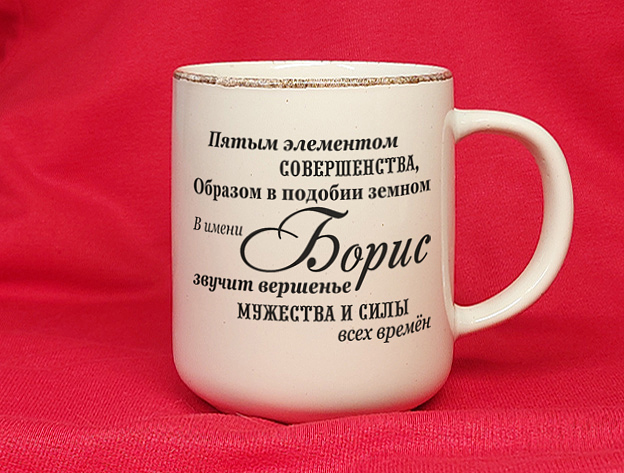 Пятым элементом
СОВЕРШЕНСТВА,
Образом в подобии земном
В имени
Борис
звучит вершенье
МУЖЕСТВА И СИЛЫ
всех времён